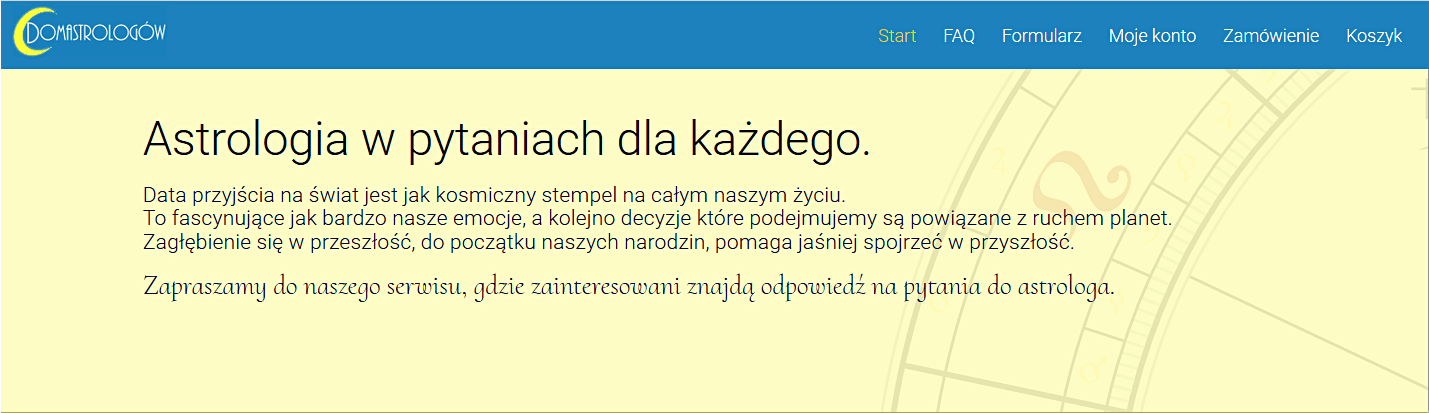 DOMASTROLOGÓW
Start FAQ Formularz Moje konto Zamówienie Koszyk
Astrologia w pytaniach dla każdego.
Data przyjścia na świat jest jak kosmiczny stempel na całym naszym życiu.
To fascynujące jak bardzo nasze emocje, a kolejno decyzje które podejmujemy są powiązane z ruchem planet.
Zagłębienie się w przeszłość, do początku naszych narodzin, pomaga jaśniej spojrzeć w przyszłość.
Zapraszamy do naszego serwisu, gdzie zainteresowani znajdą odpowiedź na pytania do astrologa.